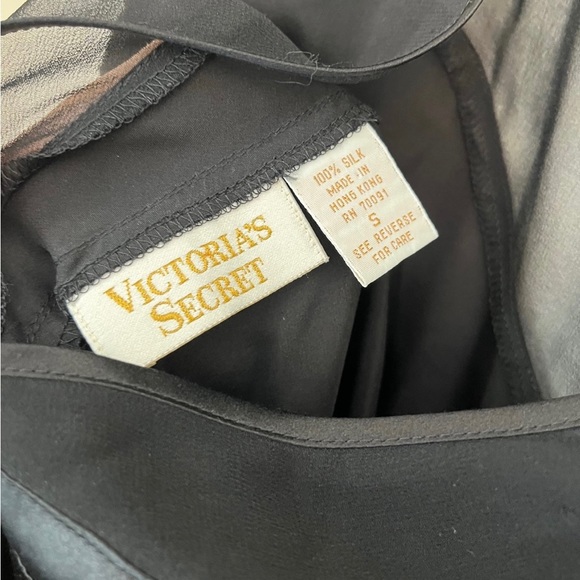 VICTORIA'S
SECRET
100% SILK
MADE IN
HONG KONG
RN 70091
S
SEE REVERSE
FOR CARE